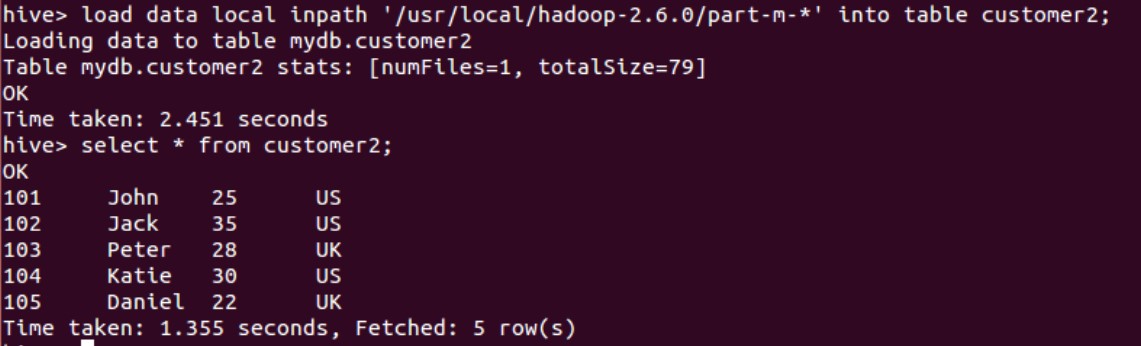 hive> load data local inpath '/usr/local/hadoop-2.6.0/part-m-*' into table customer2;
Loading data to table mydb.customer2
Table mydb.customer2 stats: [numFiles=1, totalSize=79]
OK
Time taken: 2.451 seconds
hive> select * from customer2;
OK
101 John 25 US
102 Jack 35 US
103 Peter 28 UK
104 Katie 30 US
105 Daniel 22 UK
Time taken: 1.355 seconds, Fetched: 5 row(s)